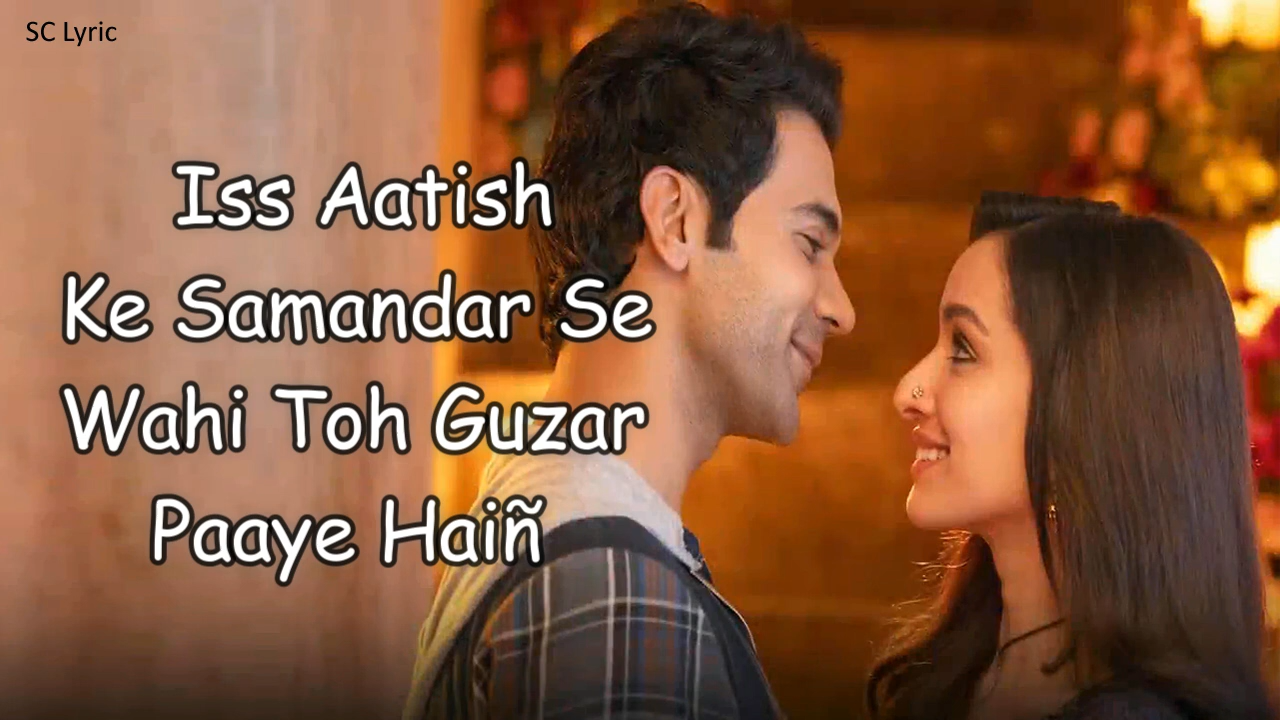 SC Lyric
Iss Aatish
Ke Samandar Se
Wahi Toh Guzar
Paaye Haiñ